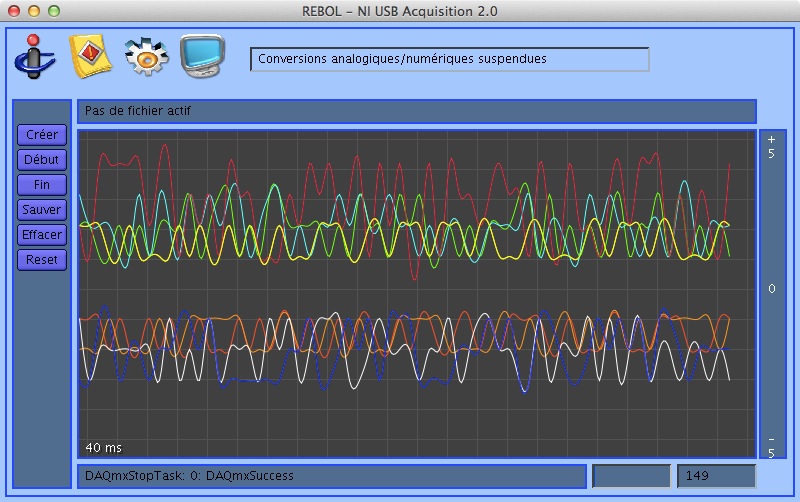 REBOL – NI USB Acquisition 2.0
Conversions analogiques/numériques suspendues
Pas de fichier actif
Créer
Début
Fin
Sauver
Effacer
Reset
+
5
0
-
5
40 ms
DAQmxStopTask: 0: DAQmxSuccess
149